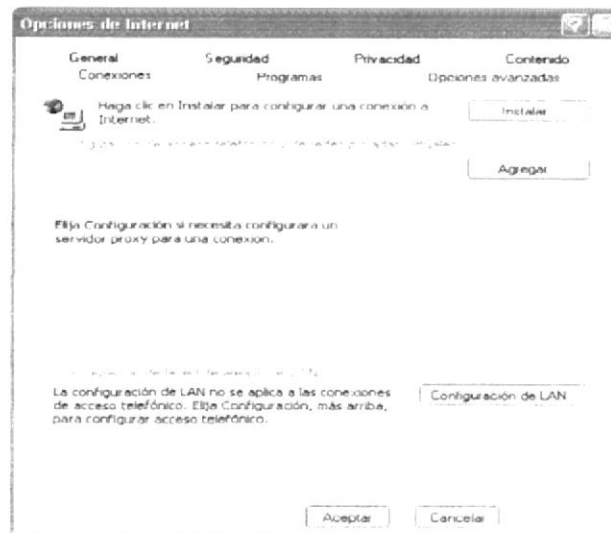 Opciones de Internet
General Seguridad Privacidad Contenido
Conexiones Programas Opciones avanzadas
Haga clic en Instalar para configurar una conexión a
Internet.
Instalar
Agregar
Elija Configuración si necesita configurara un
servidor proxy para una conexión.
La configuración de LAN no se aplica a las conexiones
de acceso telefónico. Elija Configuración, más arriba,
para configurar acceso telefónico.
Configuración de LAN
Aceptar Cancelar